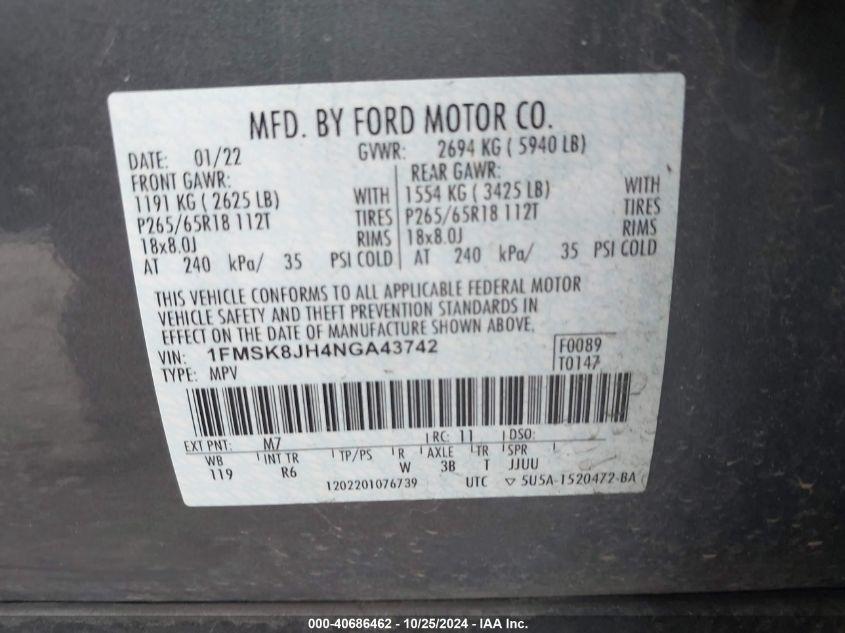 MFD. BY FORD MOTOR CO.
DATE: 01/22 GVWR: 2694 KG ( 5940 LB)
FRONT GAWR: REAR GAWR:
1191 KG ( 2625 LB) WITH 1554 KG ( 3425 LB) WITH
P265/65R18 112T TIRES P265/65R18 112T TIRES
18x8.0J RIMS 18x8.0J RIMS
AT 240 kPa/ 35 PSI COLD AT 240 kPa/ 35 PSI COLD
THIS VEHICLE CONFORMS TO ALL APPLICABLE FEDERAL MOTOR
VEHICLE SAFETY AND THEFT PREVENTION STANDARDS IN
EFFECT ON THE DATE OF MANUFACTURE SHOWN ABOVE.
VIN: 1FMSK8JH4NGA43742 F0089
TYPE: MPV T0147
EXT PNT: M7 RC: 11 DSO:
WB INT TR TP/PS R AXLE TR SPR
119 R6 W 3B T JJUU
1202201076739 UTC ▽ 5U5A-1520472-BA
000-40686462 - 10/25/2024 - IAA Inc.